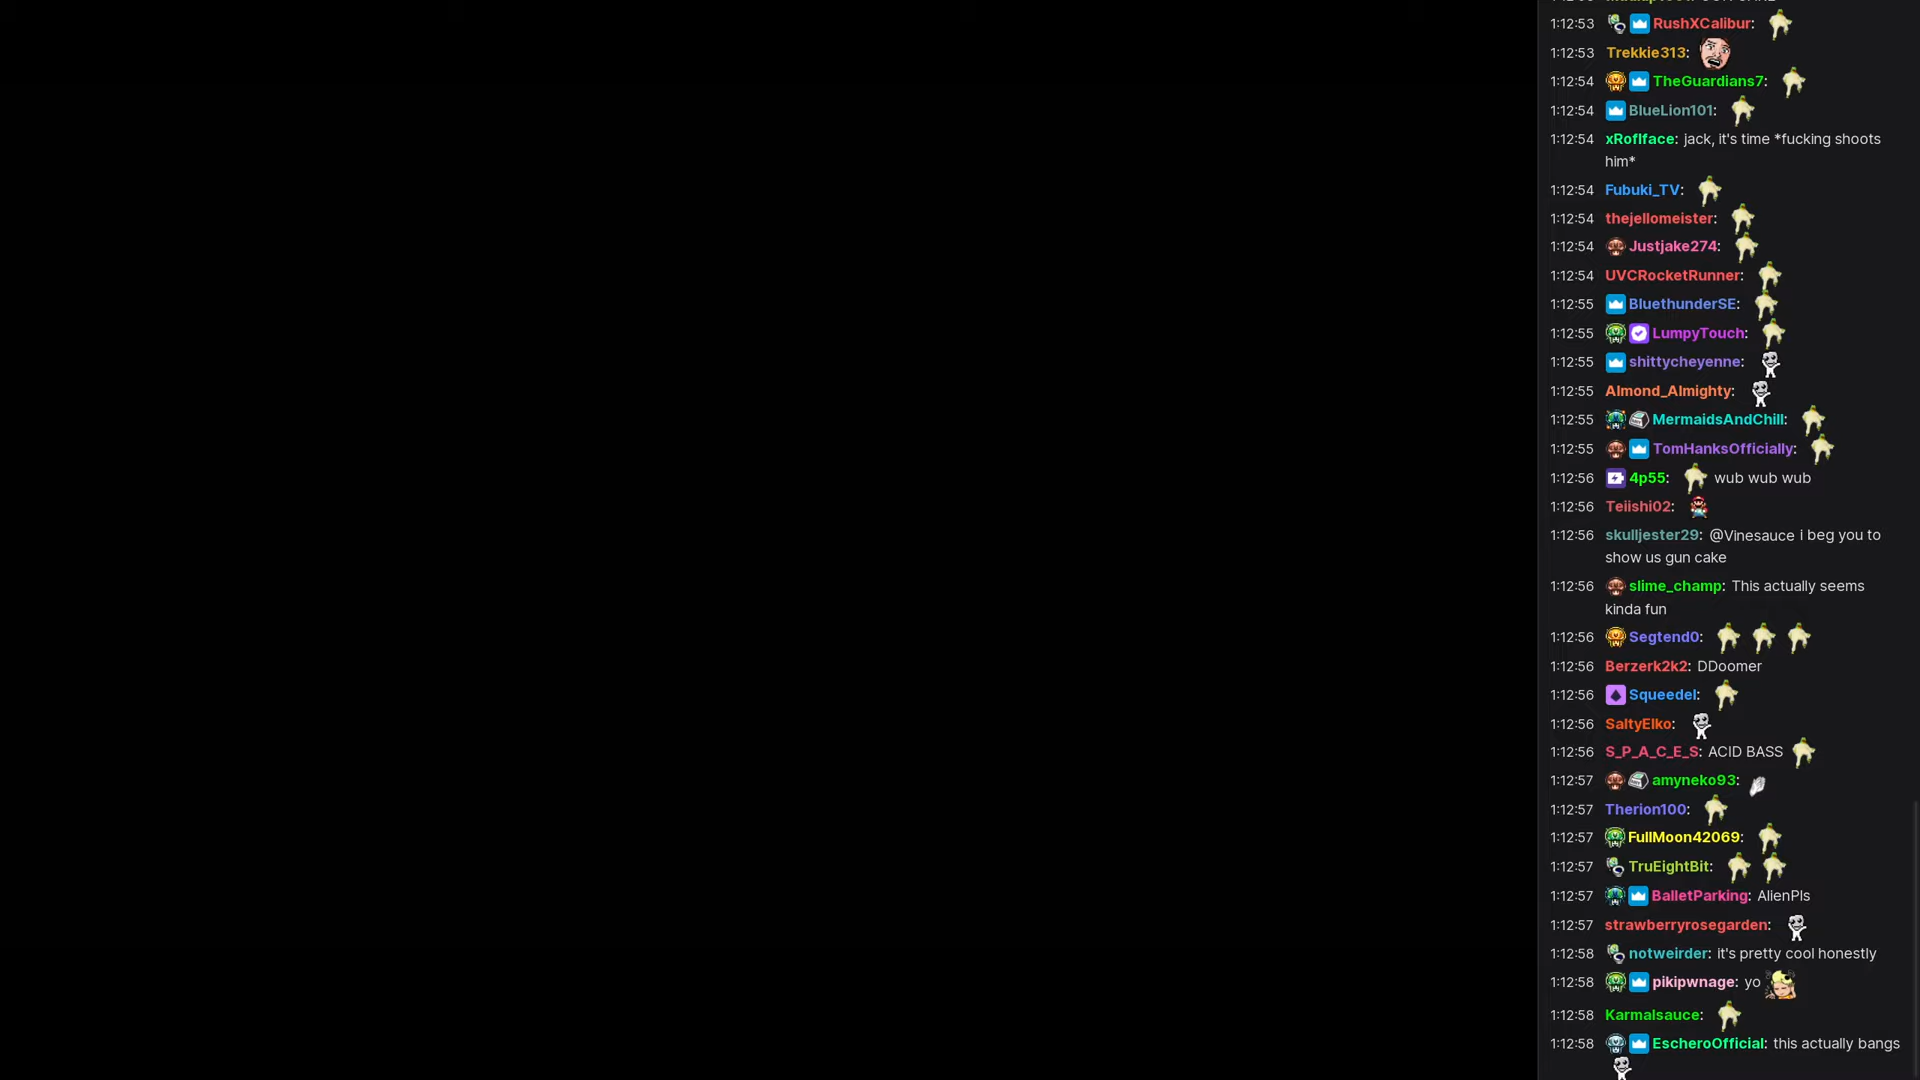 1:12:53 RushXCalibur:
1:12:53 Trekkie313:
1:12:54 TheGuardians7:
1:12:54 BlueLion101:
1:12:54 xRoflface: jack, it's time *fucking shoots
him*
1:12:54 Fubuki_TV:
1:12:54 thejellomeister:
1:12:54 Justjake274:
1:12:54 UVCRocketRunner:
1:12:55 BluethunderSE:
1:12:55 LumpyTouch:
1:12:55 shittycheyenne:
1:12:55 Almond_Almighty:
1:12:55 MermaidsAndChill:
1:12:55 TomHanksOfficially:
1:12:56 4p55: wub wub wub
1:12:56 Teiishi02:
1:12:56 skulljester29: @Vinesauce i beg you to
show us gun cake
1:12:56 slime_champ: This actually seems
kinda fun
1:12:56 Segtend0:
1:12:56 Berzerk2k2: DDoomer
1:12:56 Squeedel:
1:12:56 SaltyElko:
1:12:56 S_P_A_C_E_S: ACID BASS
1:12:57 amyneko93:
1:12:57 Therion100:
1:12:57 FullMoon42069:
1:12:57 TruEightBit:
1:12:57 BalletParking: AlienPls
1:12:57 strawberryrosegarden:
1:12:58 notweirder: it's pretty cool honestly
1:12:58 pikipwnage: yo
1:12:58 Karmalsauce:
1:12:58 EscheroOfficial: this actually bangs